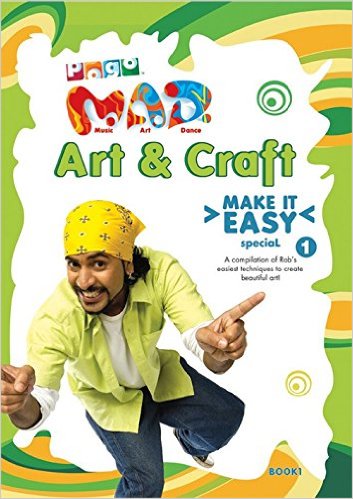 POGO
M.A.D.
Music Art Dance
Art & Craft
MAKE IT
>EASY<
special 1
A compilation of Rob's
easiest techniques to create
beautiful art!
BOOK1